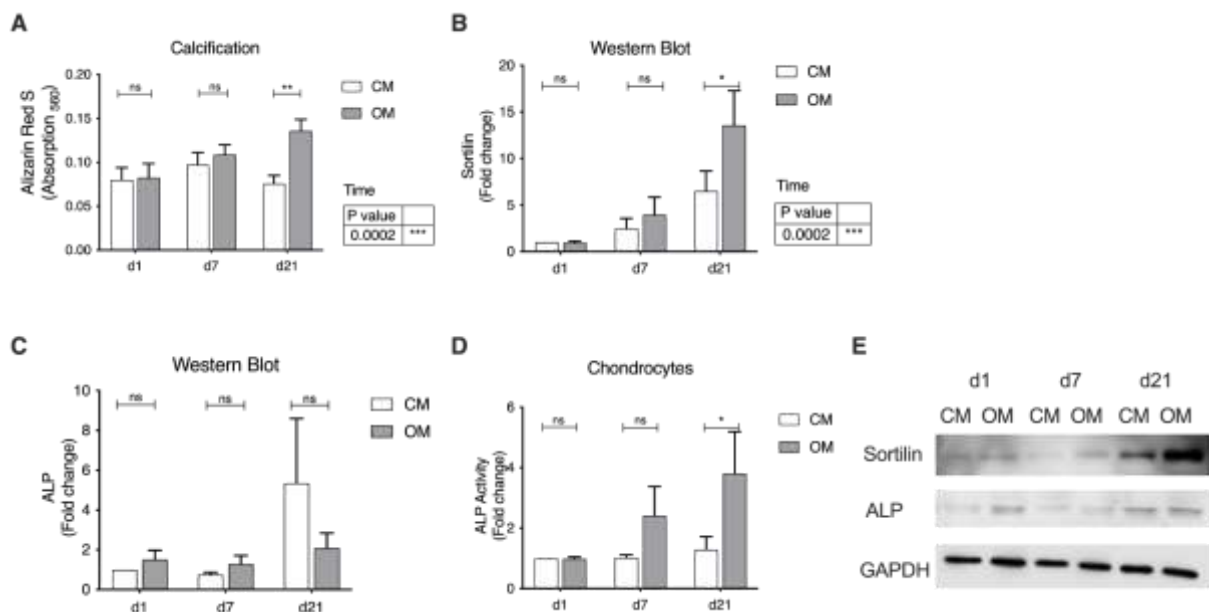 A
Calcification
Alizarin Red S
(Absorption 560)
0.20
0.15
0.10
0.05
0.00
ns
ns
**
d1
d7
d21
CM
OM
Time
P value
0.0002 ***
B
Western Blot
Sortilin
(Fold change)
20
15
10
5
0
ns
ns
*
d1
d7
d21
CM
OM
Time
P value
0.0002 ***
C
Western Blot
ALP
(Fold change)
10
8
6
4
2
0
ns
ns
ns
d1
d7
d21
CM
OM
D
Chondrocytes
ALP Activity
(Fold change)
6
4
2
0
ns
ns
*
d1
d7
d21
CM
OM
E
d1 d7 d21
CM OM CM OM CM OM
Sortilin
ALP
GAPDH